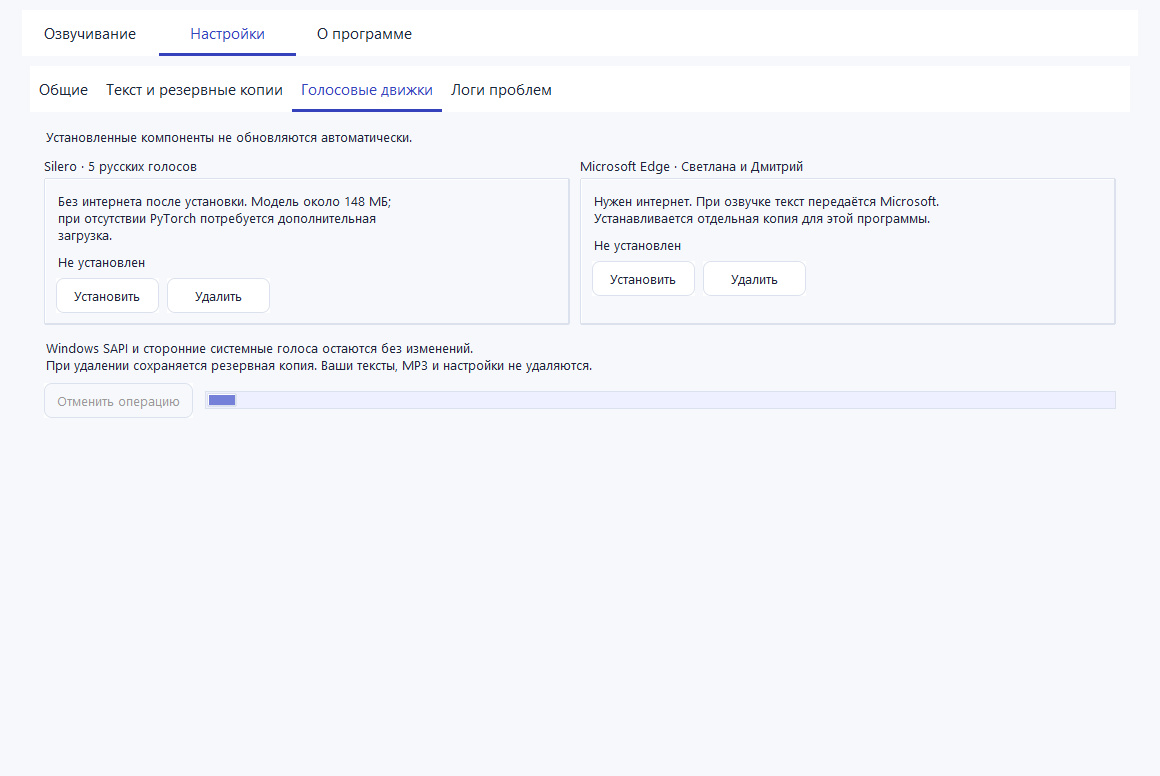 Озвучивание Настройки О программе
Общие Текст и резервные копии Голосовые движки Логи проблем
Установленные компоненты не обновляются автоматически.
Silero · 5 русских голосов
Без интернета после установки. Модель около 148 МБ;
при отсутствии PyTorch потребуется дополнительная
загрузка.
Не установлен
Установить Удалить
Microsoft Edge · Светлана и Дмитрий
Нужен интернет. При озвучке текст передаётся Microsoft.
Устанавливается отдельная копия для этой программы.
Не установлен
Установить Удалить
Windows SAPI и сторонние системные голоса остаются без изменений.
При удалении сохраняется резервная копия. Ваши тексты, MP3 и настройки не удаляются.
Отменить операцию